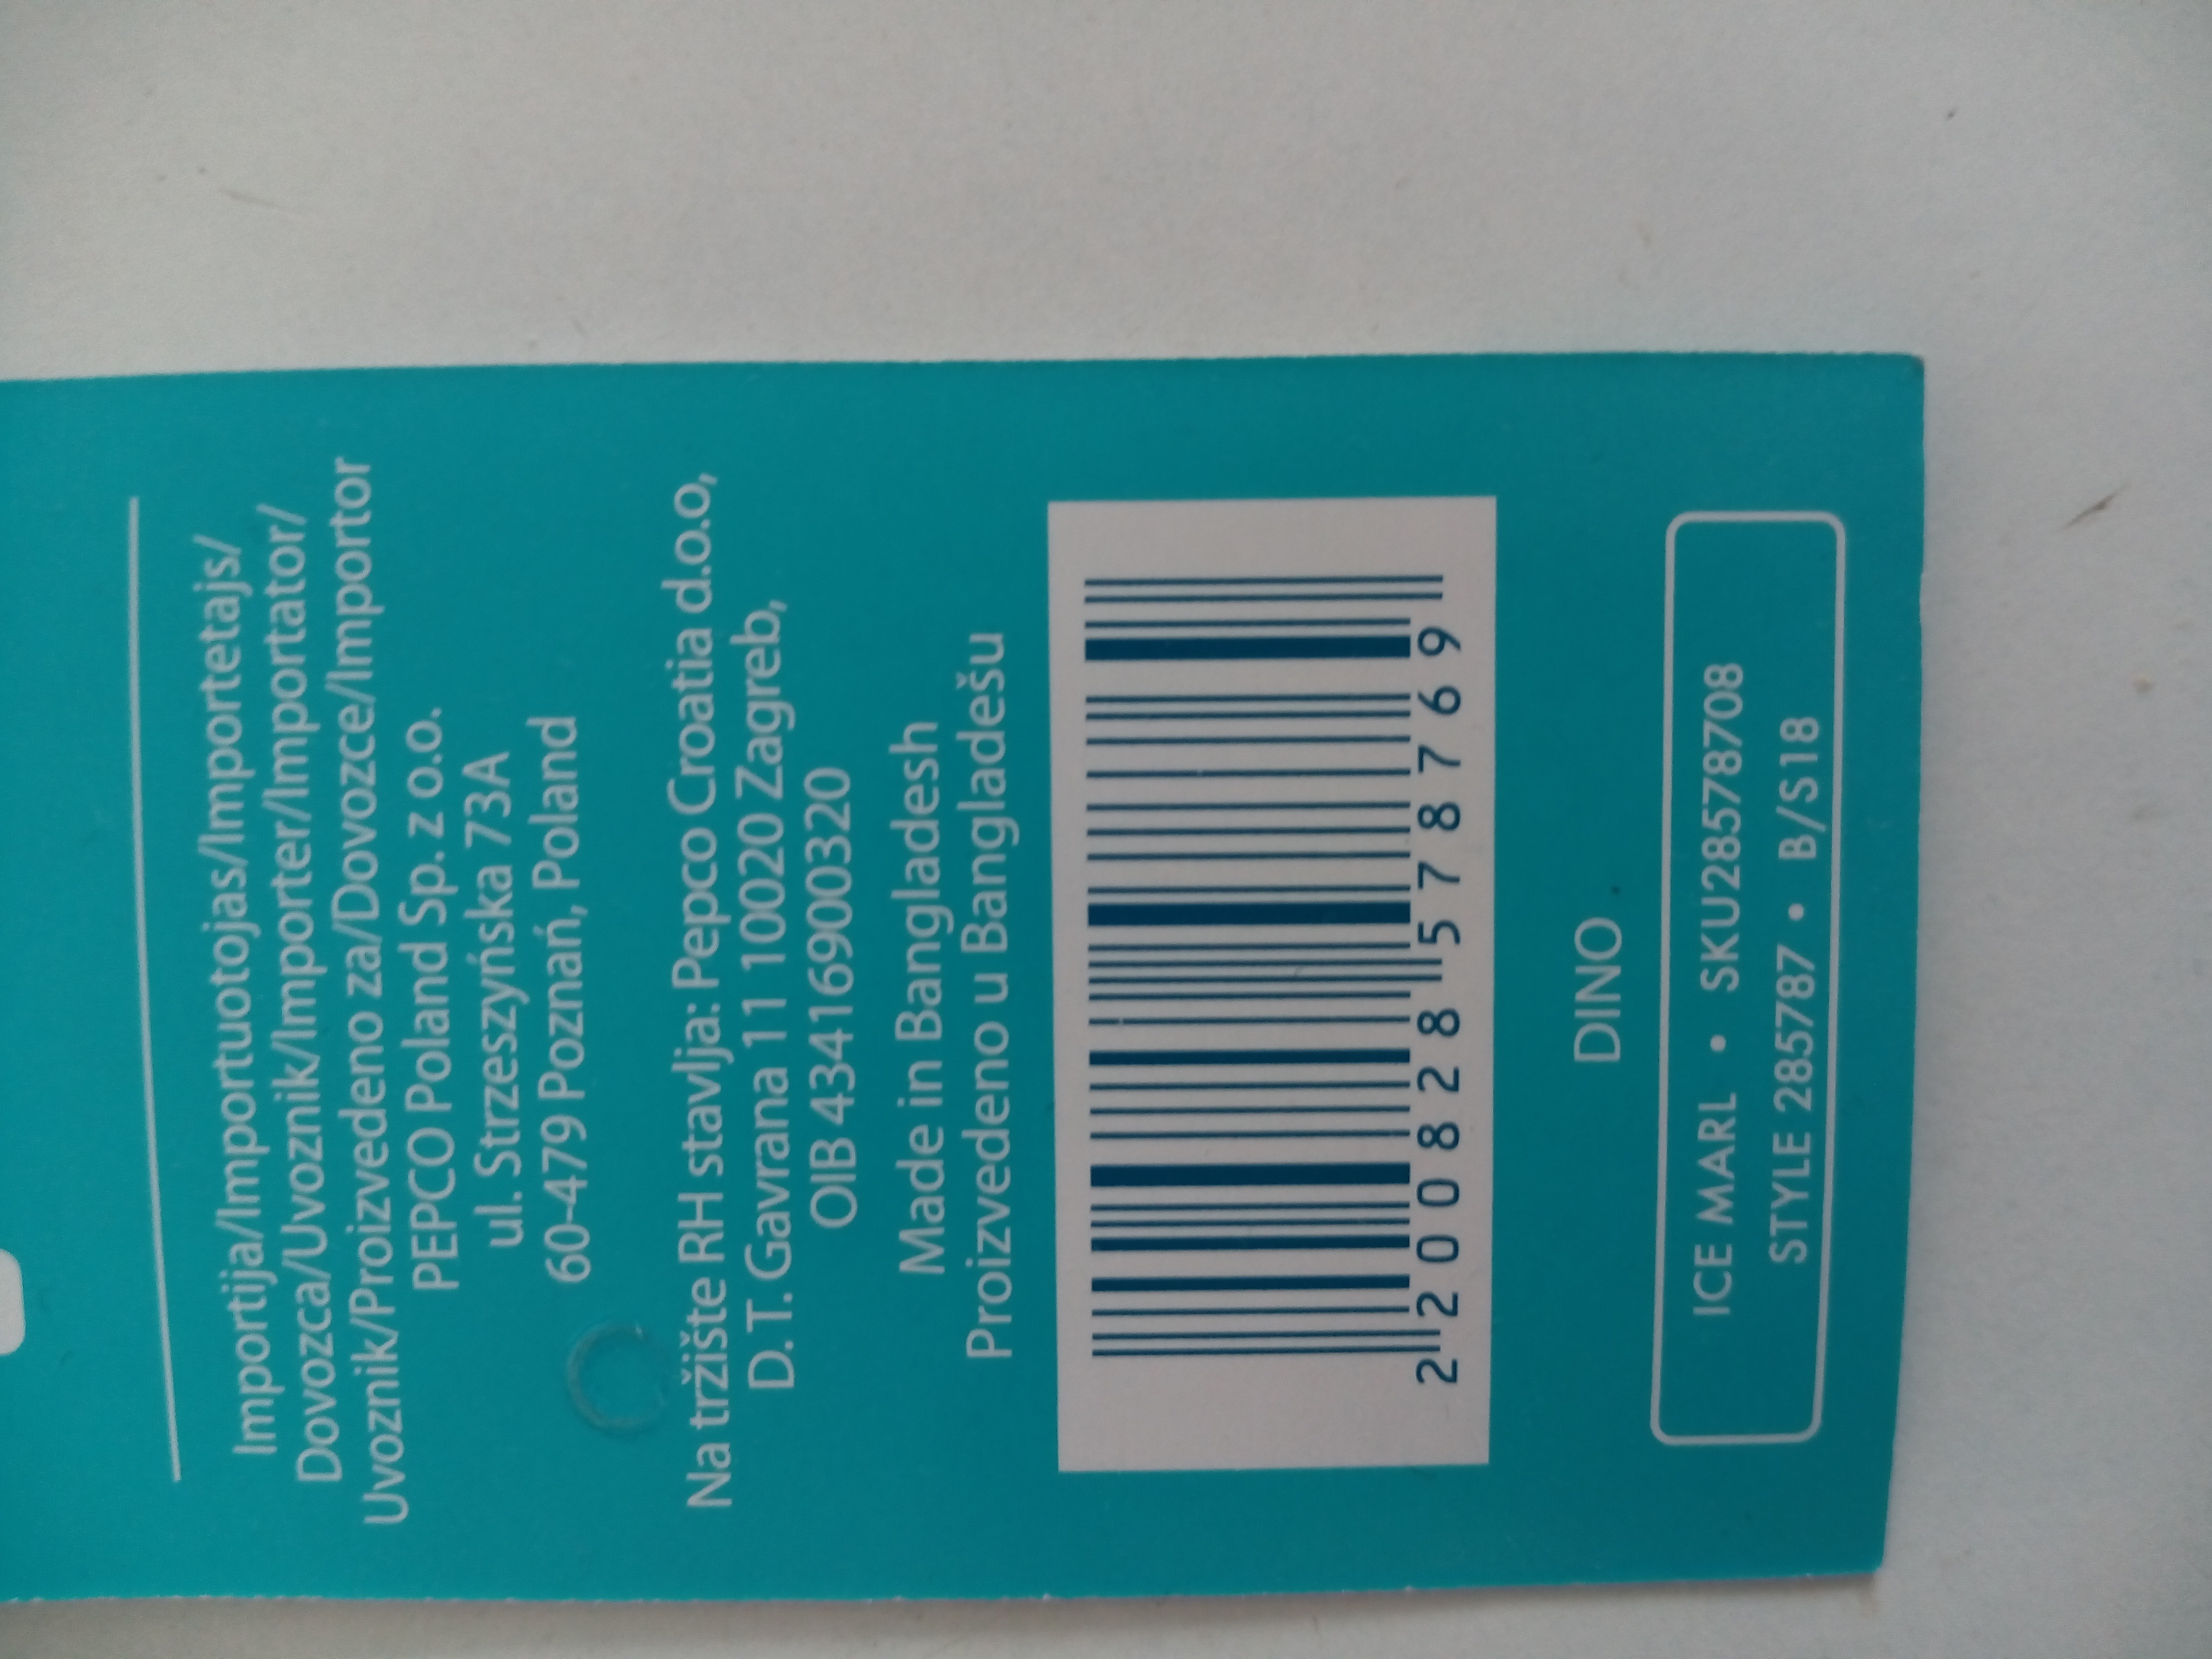 Importija/Importuotojas/Importetajs/
Dovozca/Uvoznik/Importer/Importator/
Uvoznik/Proizvedeno za/Dovozce/Importor
PEPCO Poland Sp. z o.o.
ul. Strzeszyńska 73A
60-479 Poznań, Poland
Na tržište RH stavlja: Pepco Croatia d.o.o,
D.T. Gavrana 11 10020 Zagreb,
OIB 43416900320
Made in Bangladesh
Proizvedeno u Bangladešu
2 200828 578769
DINO
ICE MARL • SKU28578708
STYLE 285787 • B/S18